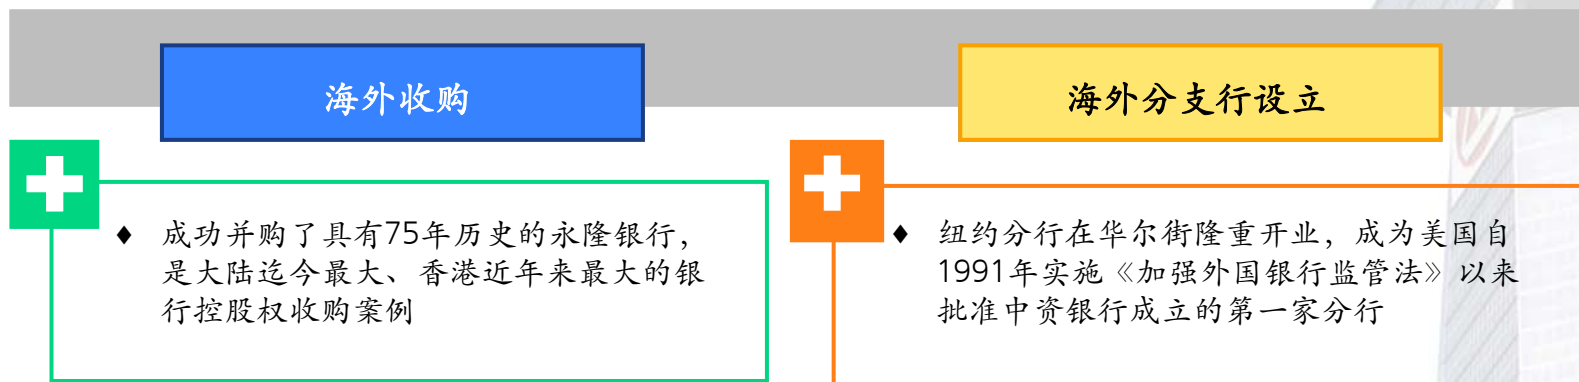 海外收购
♦ 成功并购了具有75年历史的永隆银行，
是大陆迄今最大、香港近年来最大的银
行控股权收购案例
海外分支行设立
♦ 纽约分行在华尔街隆重开业，成为美国自
1991年实施《加强外国银行监管法》以来
批准中资银行成立的第一家分行